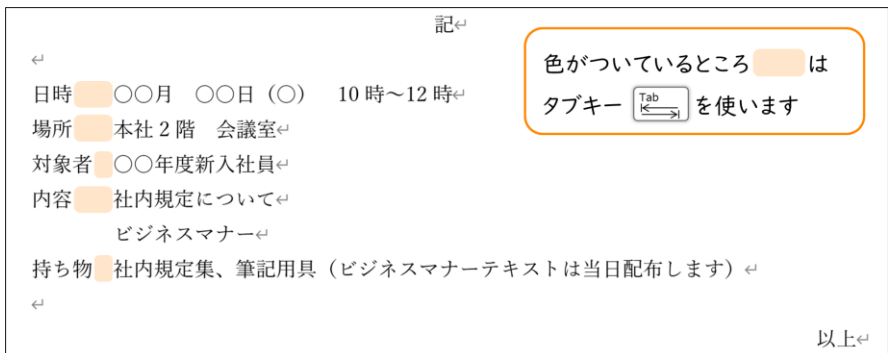 記↵
↵
日時　　〇〇月　〇〇日（〇）　10時～12時↵
場所　　本社2階　会議室↵
対象者　〇〇年度新入社員↵
内容　　社内規定について↵
ビジネスマナー↵
持ち物　社内規定集、筆記用具（ビジネスマナーテキストは当日配布します）↵
↵
以上↵
色がついているところ　　は
タブキー Tab を使います